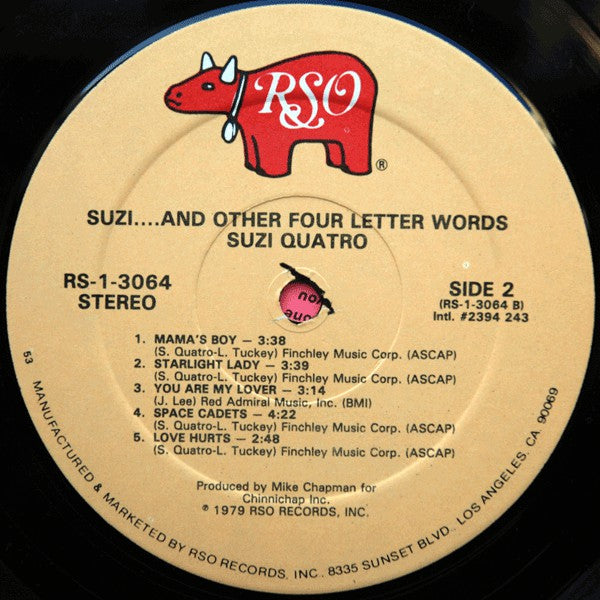 RSO
®
SUZI....AND OTHER FOUR LETTER WORDS
SUZI QUATRO
RS-1-3064
STEREO
SIDE 2
(RS-1-3064 B)
Intl. #2394 243
1. MAMA'S BOY — 3:38
(S. Quatro-L. Tuckey) Finchley Music Corp. (ASCAP)
2. STARLIGHT LADY — 3:39
(S. Quatro-L. Tuckey) Finchley Music Corp. (ASCAP)
3. YOU ARE MY LOVER — 3:14
(J. Lee) Red Admiral Music, Inc. (BMI)
4. SPACE CADETS — 4:22
(S. Quatro-L. Tuckey) Finchley Music Corp. (ASCAP)
5. LOVE HURTS — 2:48
(S. Quatro-L. Tuckey) Finchley Music Corp. (ASCAP)
Produced by Mike Chapman for
Chinnichap Inc.
℗ 1979 RSO RECORDS, INC.
53 MANUFACTURED & MARKETED BY RSO RECORDS, INC., 8335 SUNSET BLVD., LOS ANGELES, CA. 90069